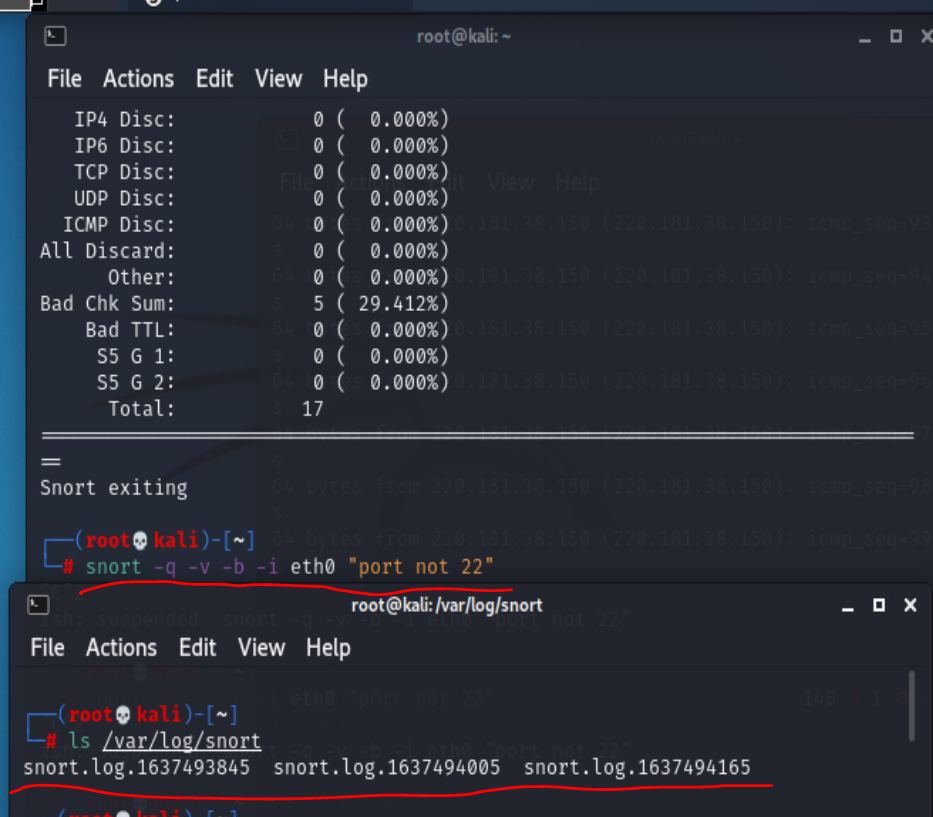 root@kali: ~
File Actions Edit View Help
IP4 Disc: 0 ( 0.000%)
IP6 Disc: 0 ( 0.000%)
TCP Disc: 0 ( 0.000%)
UDP Disc: 0 ( 0.000%)
ICMP Disc: 0 ( 0.000%)
All Discard: 0 ( 0.000%)
Other: 0 ( 0.000%)
Bad Chk Sum: 5 ( 29.412%)
Bad TTL: 0 ( 0.000%)
S5 G 1: 0 ( 0.000%)
S5 G 2: 0 ( 0.000%)
Total: 17
Snort exiting
(root💀kali)-[~]
# snort -q -v -b -i eth0 "port not 22"
root@kali: /var/log/snort
File Actions Edit View Help
(root💀kali)-[~]
# ls /var/log/snort
snort.log.1637493845 snort.log.1637494005 snort.log.1637494165